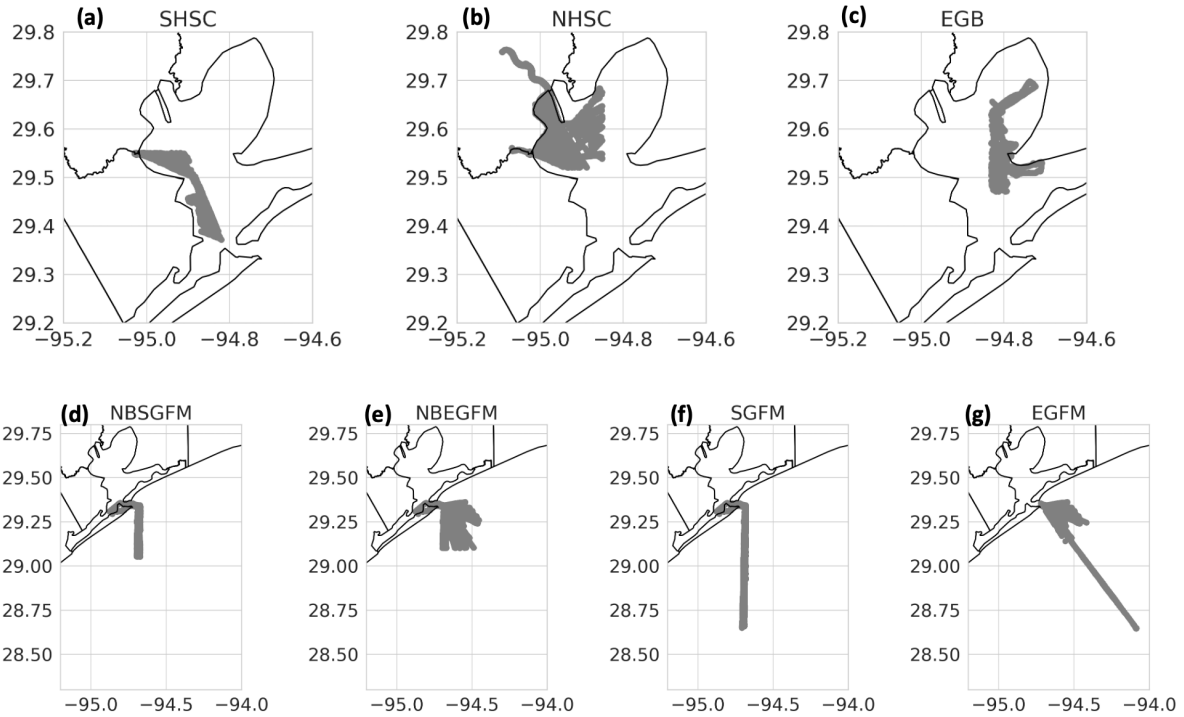 (a) SHSC
(b) NHSC
(c) EGB
29.8 29.8 29.8
29.7 29.7 29.7
29.6 29.6 29.6
29.5 29.5 29.5
29.4 29.4 29.4
29.3 29.3 29.3
29.2 29.2 29.2
−95.2 −95.0 −94.8 −94.6 −95.2 −95.0 −94.8 −94.6 −95.2 −95.0 −94.8 −94.6
(d) NBSGFM
(e) NBEGFM
(f) SGFM
(g) EGFM
29.75 29.75 29.75 29.75
29.50 29.50 29.50 29.50
29.25 29.25 29.25 29.25
29.00 29.00 29.00 29.00
28.75 28.75 28.75 28.75
28.50 28.50 28.50 28.50
−95.0 −94.5 −94.0 −95.0 −94.5 −94.0 −95.0 −94.5 −94.0 −95.0 −94.5 −94.0